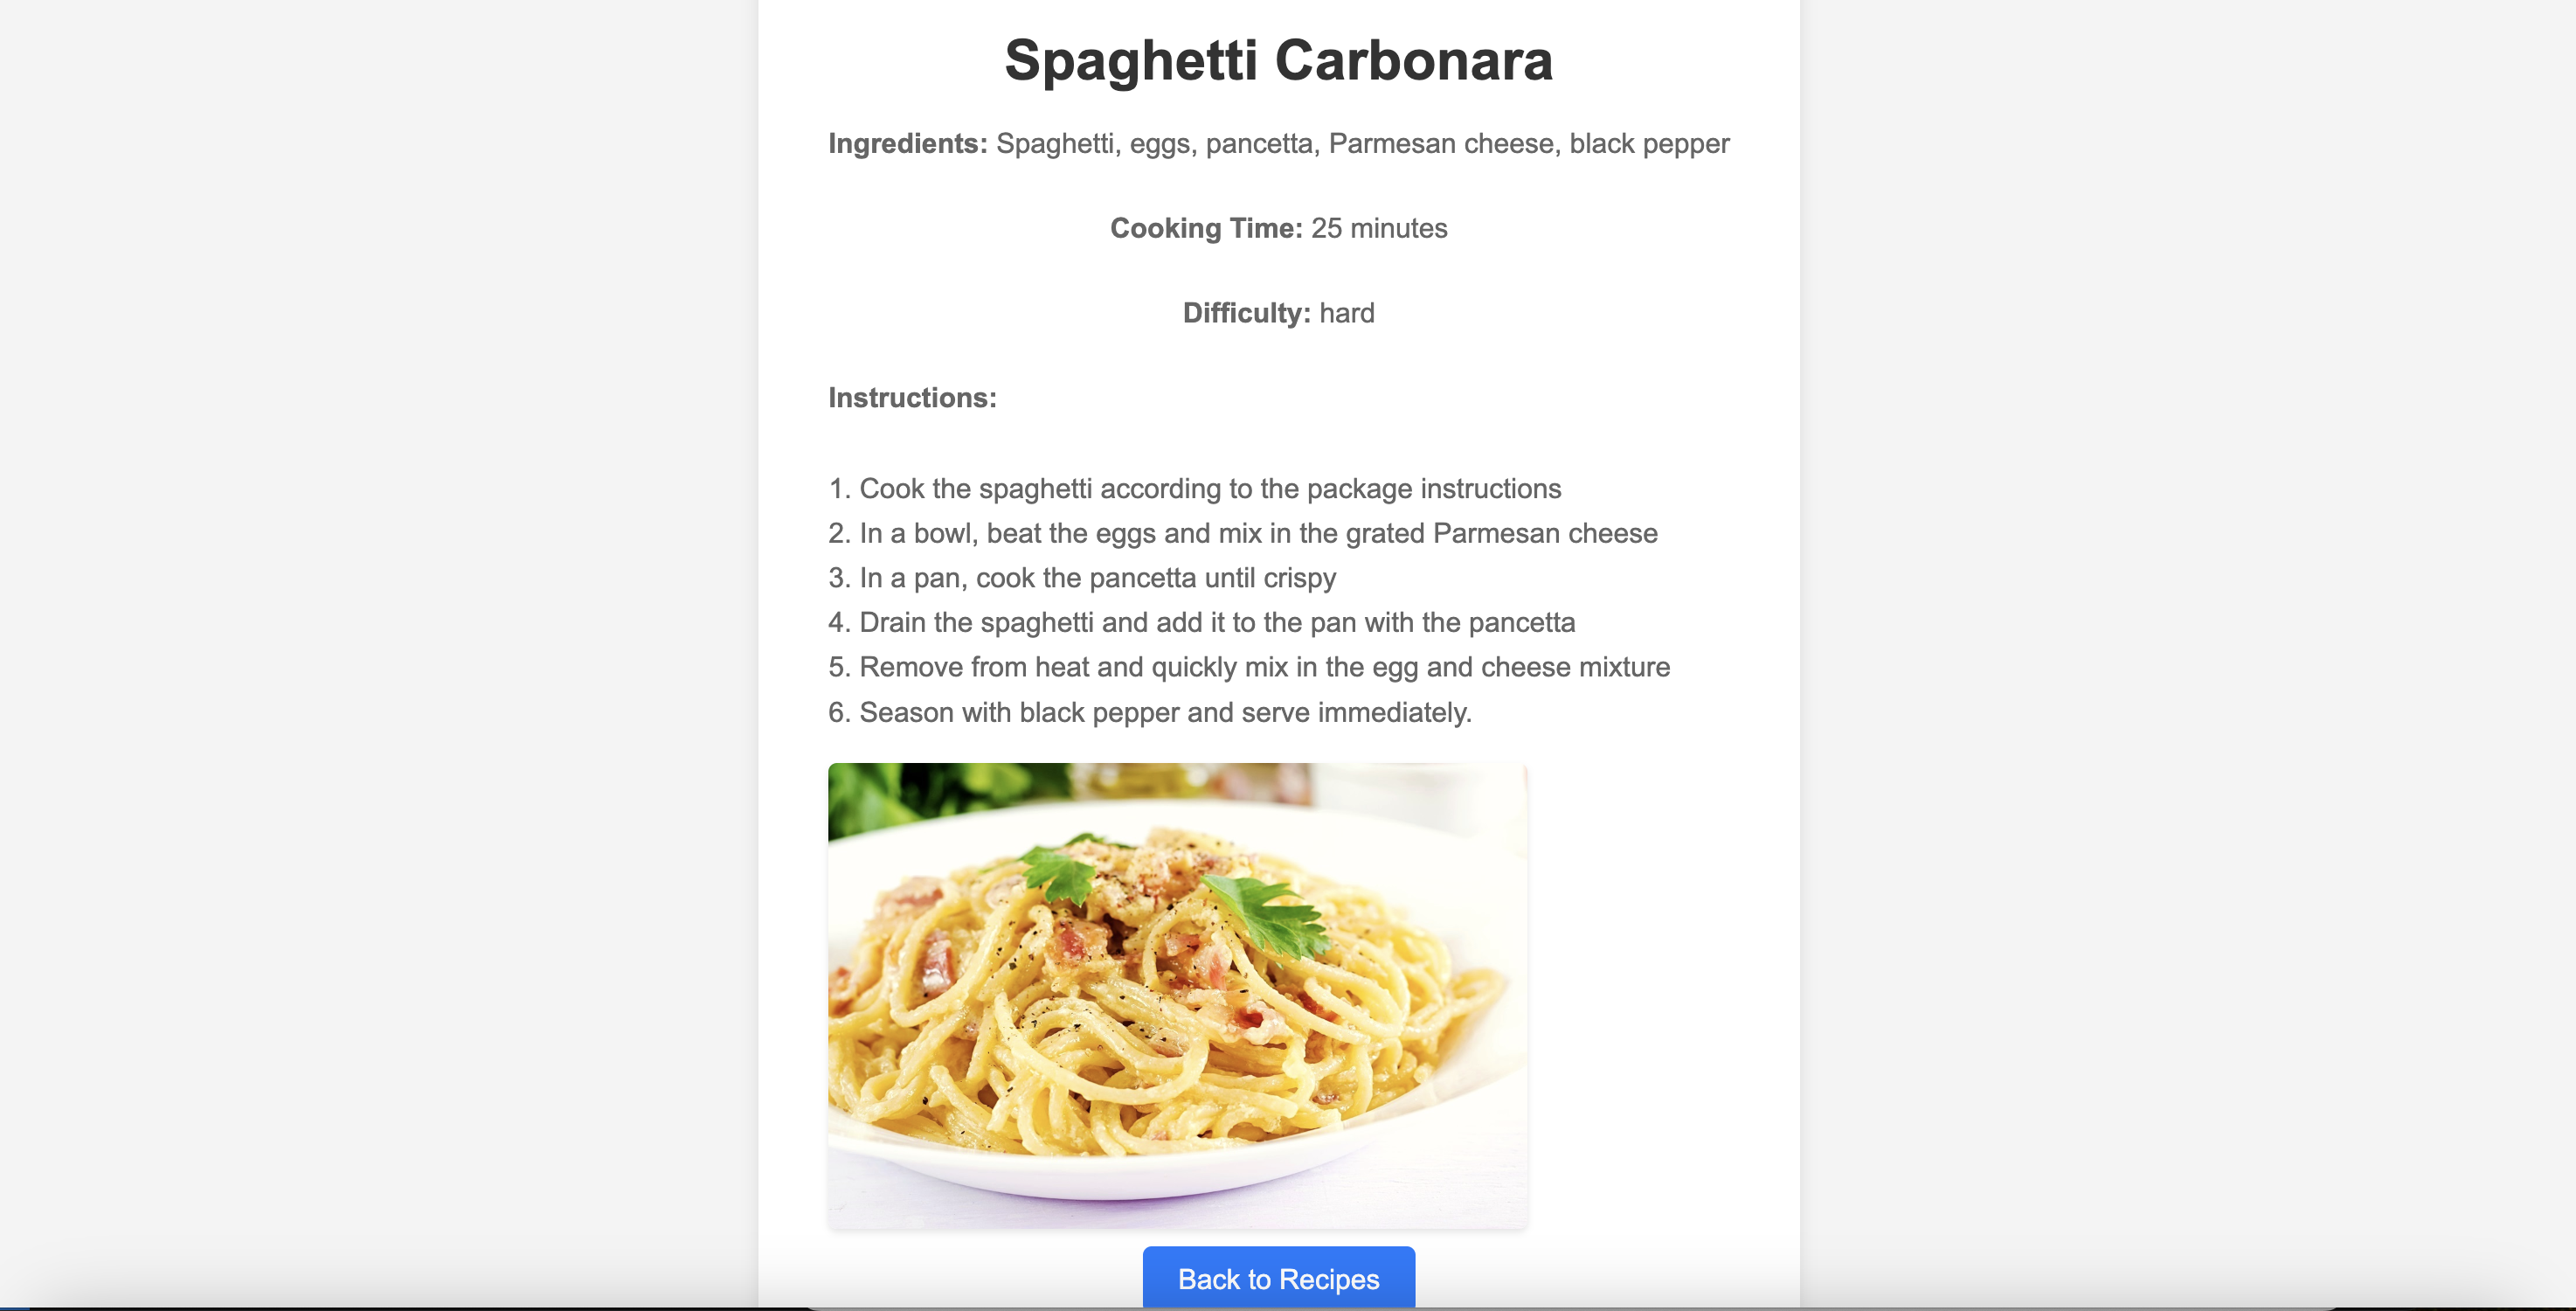 Spaghetti Carbonara
Ingredients: Spaghetti, eggs, pancetta, Parmesan cheese, black pepper
Cooking Time: 25 minutes
Difficulty: hard
Instructions:
1. Cook the spaghetti according to the package instructions
2. In a bowl, beat the eggs and mix in the grated Parmesan cheese
3. In a pan, cook the pancetta until crispy
4. Drain the spaghetti and add it to the pan with the pancetta
5. Remove from heat and quickly mix in the egg and cheese mixture
6. Season with black pepper and serve immediately.
Back to Recipes